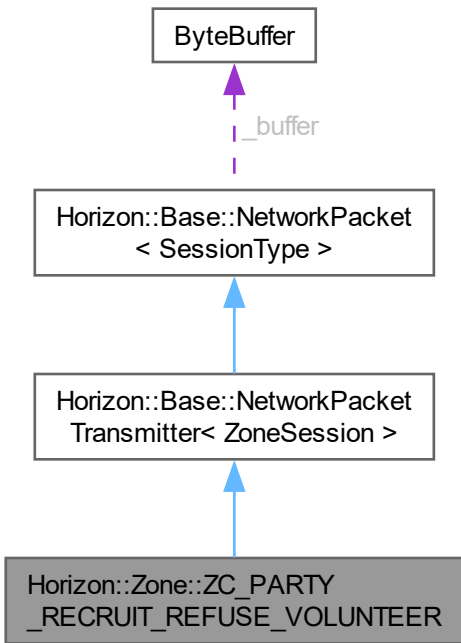 ByteBuffer
_buffer
Horizon::Base::NetworkPacket
< SessionType >
Horizon::Base::NetworkPacket
Transmitter< ZoneSession >
Horizon::Zone::ZC_PARTY
_RECRUIT_REFUSE_VOLUNTEER